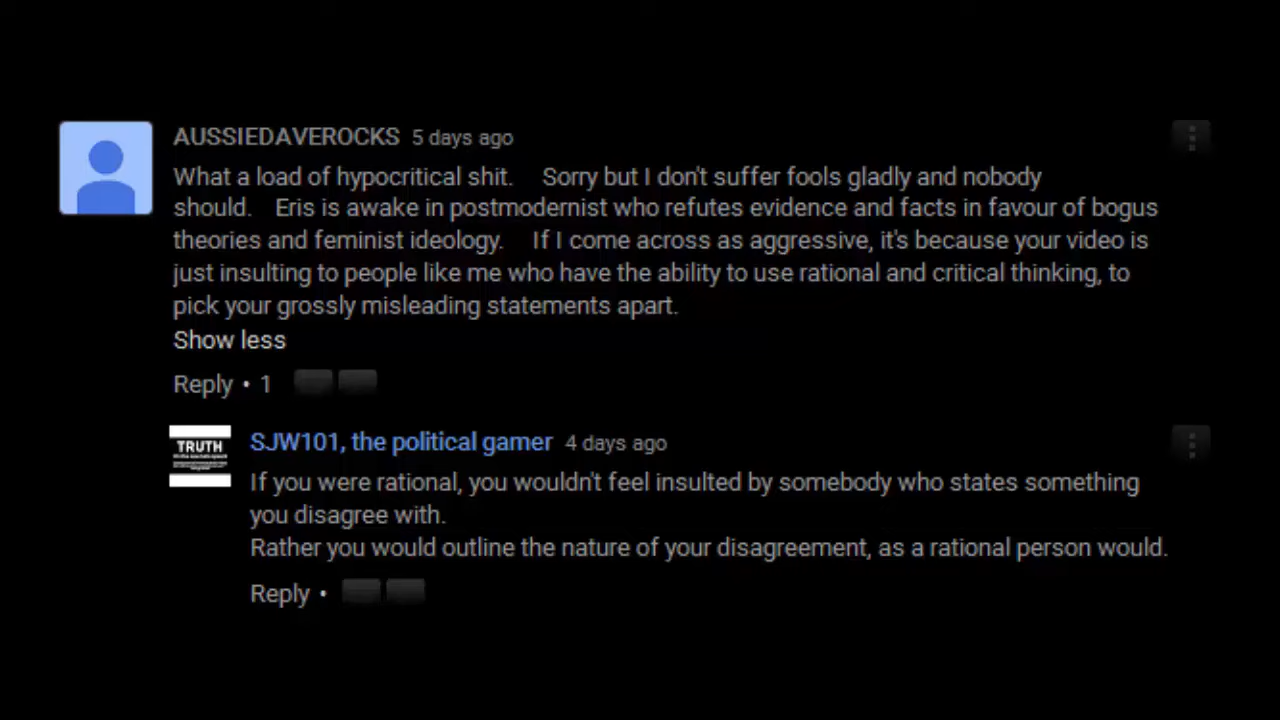 AUSSIEDAVEROCKS 5 days ago
What a load of hypocritical shit. Sorry but I don't suffer fools gladly and nobody
should. Eris is awake in postmodernist who refutes evidence and facts in favour of bogus
theories and feminist ideology. If I come across as aggressive, it's because your video is
just insulting to people like me who have the ability to use rational and critical thinking, to
pick your grossly misleading statements apart.
Show less
Reply • 1
TRUTH
SJW101, the political gamer 4 days ago
If you were rational, you wouldn't feel insulted by somebody who states something
you disagree with.
Rather you would outline the nature of your disagreement, as a rational person would.
Reply •